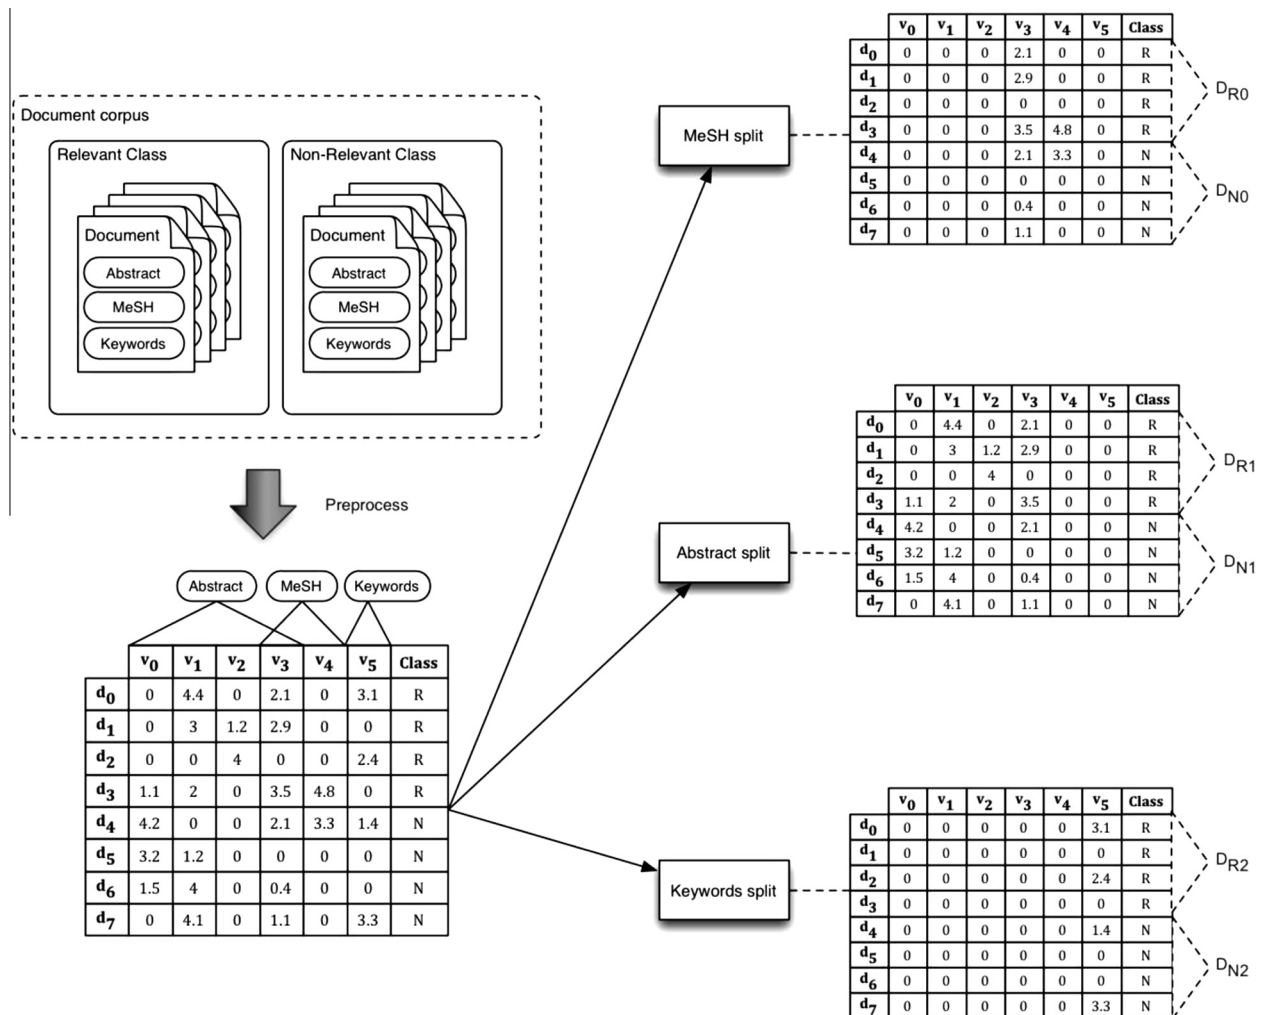 Document corpus
Relevant Class
Document
Abstract
MeSH
Keywords
Non-Relevant Class
Document
Abstract
MeSH
Keywords
Preprocess
Abstract MeSH Keywords
v0 v1 v2 v3 v4 v5 Class
d0 0 4.4 0 2.1 0 3.1 R
d1 0 3 1.2 2.9 0 0 R
d2 0 0 4 0 0 2.4 R
d3 1.1 2 0 3.5 4.8 0 R
d4 4.2 0 0 2.1 3.3 1.4 N
d5 3.2 1.2 0 0 0 0 N
d6 1.5 4 0 0.4 0 0 N
d7 0 4.1 0 1.1 0 3.3 N
MeSH split
v0 v1 v2 v3 v4 v5 Class
d0 0 0 0 2.1 0 0 R
d1 0 0 0 2.9 0 0 R
d2 0 0 0 0 0 0 R
d3 0 0 0 3.5 4.8 0 R
d4 0 0 0 2.1 3.3 0 N
d5 0 0 0 0 0 0 N
d6 0 0 0 0.4 0 0 N
d7 0 0 0 1.1 0 0 N
DR0
DN0
Abstract split
v0 v1 v2 v3 v4 v5 Class
d0 0 4.4 0 2.1 0 0 R
d1 0 3 1.2 2.9 0 0 R
d2 0 0 4 0 0 0 R
d3 1.1 2 0 3.5 0 0 R
d4 4.2 0 0 2.1 0 0 N
d5 3.2 1.2 0 0 0 0 N
d6 1.5 4 0 0.4 0 0 N
d7 0 4.1 0 1.1 0 0 N
DR1
DN1
Keywords split
v0 v1 v2 v3 v4 v5 Class
d0 0 0 0 0 0 3.1 R
d1 0 0 0 0 0 0 R
d2 0 0 0 0 0 2.4 R
d3 0 0 0 0 0 0 R
d4 0 0 0 0 0 1.4 N
d5 0 0 0 0 0 0 N
d6 0 0 0 0 0 0 N
d7 0 0 0 0 0 3.3 N
DR2
DN2